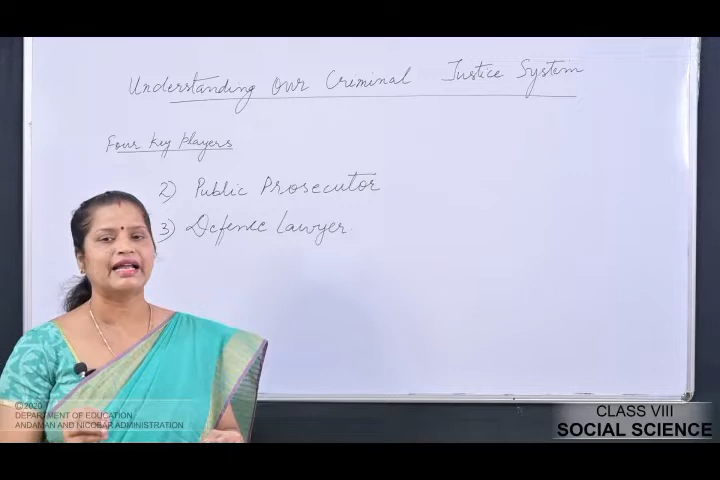 Understanding Our Creminal Justice System
Four Key Players
2) Public Prosecutor
3) Defence Lawyer.
©2020
DEPARTMENT OF EDUCATION,
ANDAMAN AND NICOBAR ADMINISTRATION
CLASS VIII
SOCIAL SCIENCE